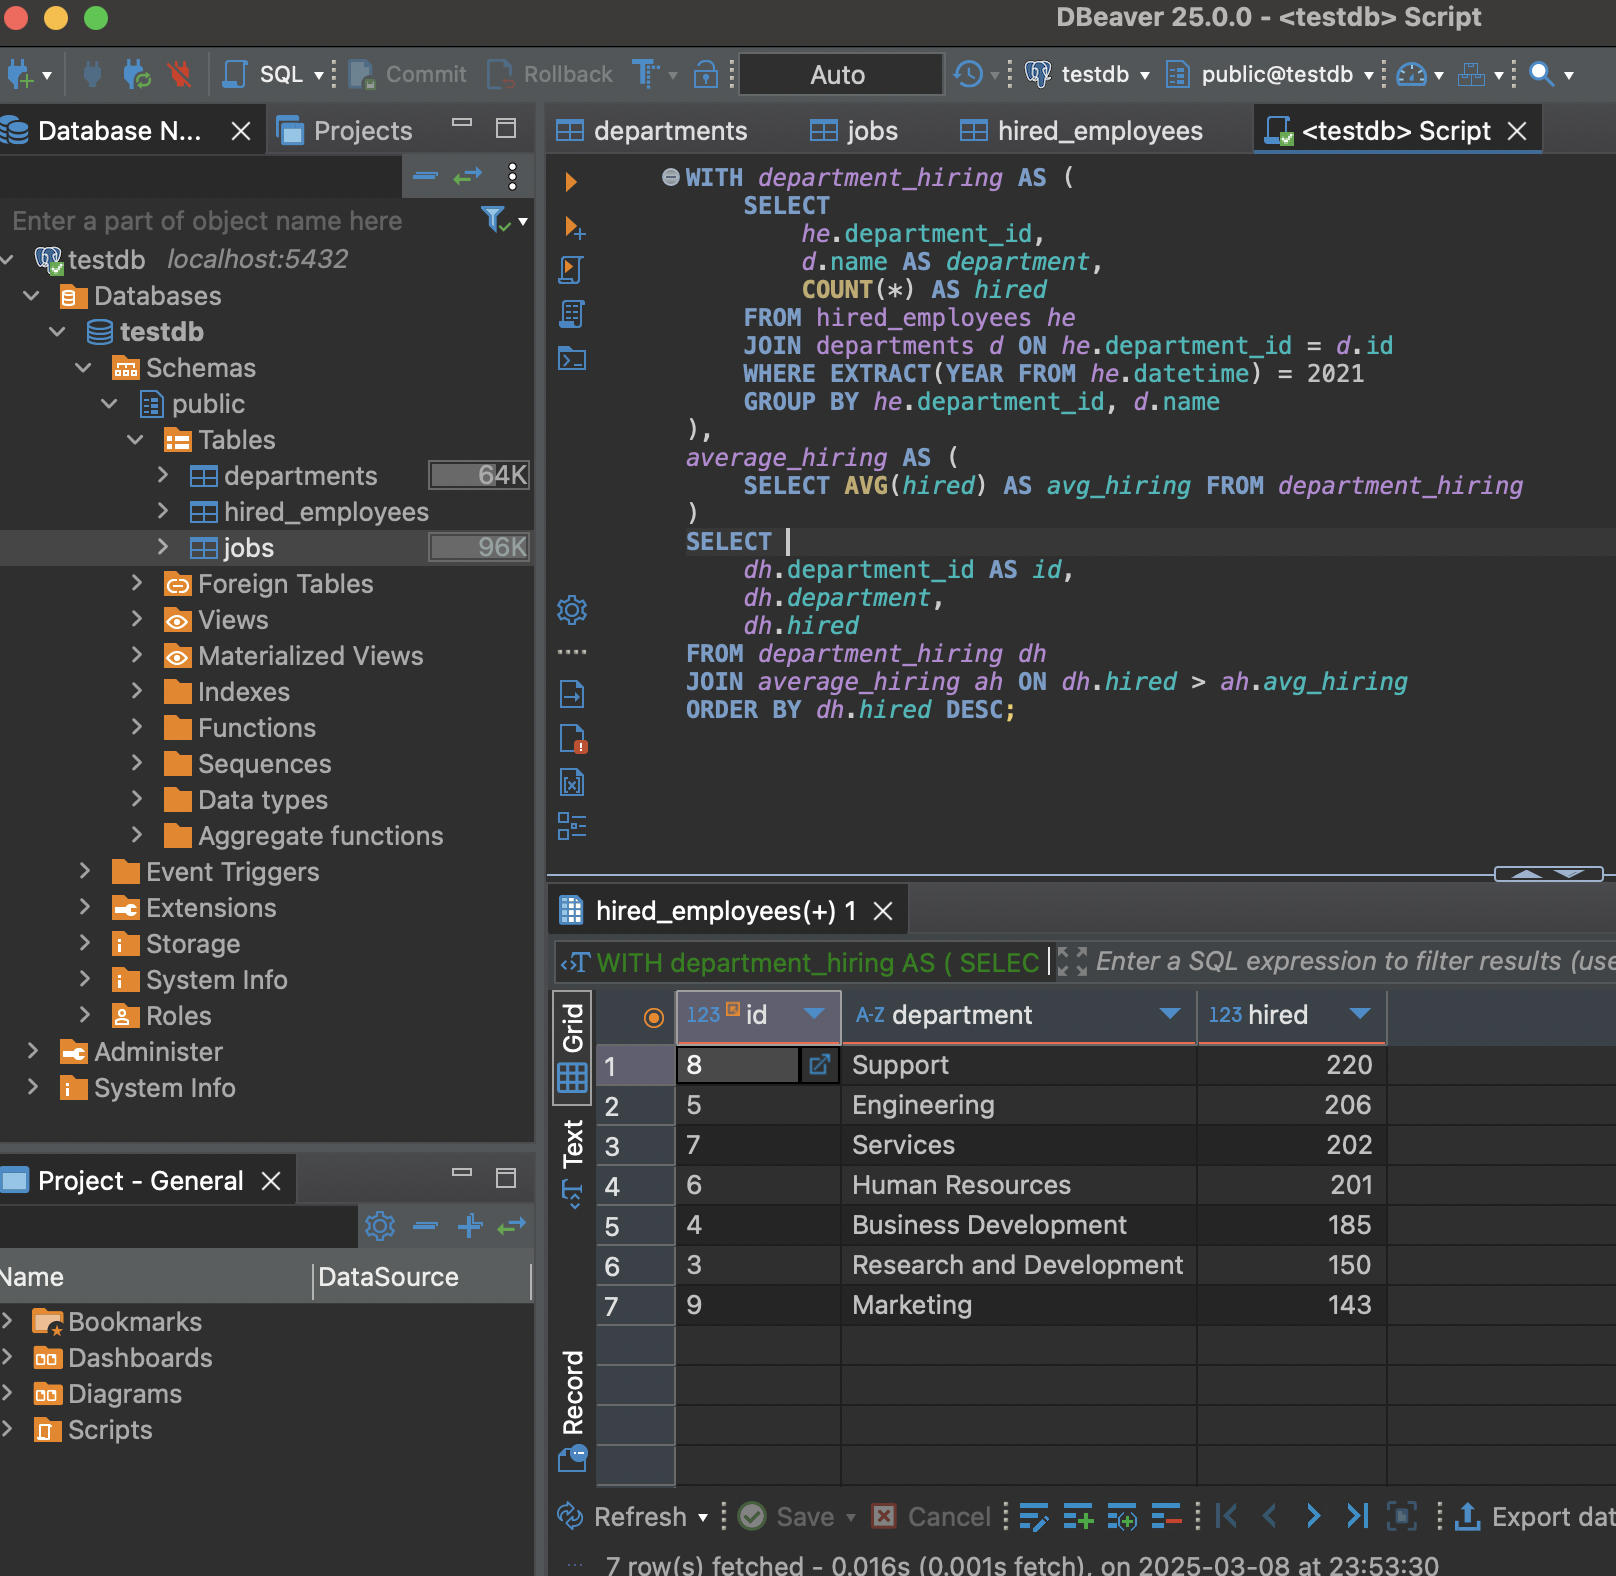 DBeaver 25.0.0 - <testdb> Script
SQL Commit Rollback Auto testdb public@testdb
Database N... Projects
departments jobs hired_employees <testdb> Script
Enter a part of object name here
testdb localhost:5432
Databases
testdb
Schemas
public
Tables
departments 64K
hired_employees
jobs 96K
Foreign Tables
Views
Materialized Views
Indexes
Functions
Sequences
Data types
Aggregate functions
Event Triggers
Extensions
Storage
System Info
Roles
Administer
System Info
Project - General
Name DataSource
Bookmarks
Dashboards
Diagrams
Scripts
WITH department_hiring AS (
SELECT
he.department_id,
d.name AS department,
COUNT(*) AS hired
FROM hired_employees he
JOIN departments d ON he.department_id = d.id
WHERE EXTRACT(YEAR FROM he.datetime) = 2021
GROUP BY he.department_id, d.name
),
average_hiring AS (
SELECT AVG(hired) AS avg_hiring FROM department_hiring
)
SELECT
dh.department_id AS id,
dh.department,
dh.hired
FROM department_hiring dh
JOIN average_hiring ah ON dh.hired > ah.avg_hiring
ORDER BY dh.hired DESC;
hired_employees(+) 1
WITH department_hiring AS ( SELEC Enter a SQL expression to filter results (use
Grid
Text
Record
123 id A-Z department 123 hired
1 8 Support 220
2 5 Engineering 206
3 7 Services 202
4 6 Human Resources 201
5 4 Business Development 185
6 3 Research and Development 150
7 9 Marketing 143
Refresh Save Cancel Export dat
7 row(s) fetched - 0.016s (0.001s fetch), on 2025-03-08 at 23:53:30